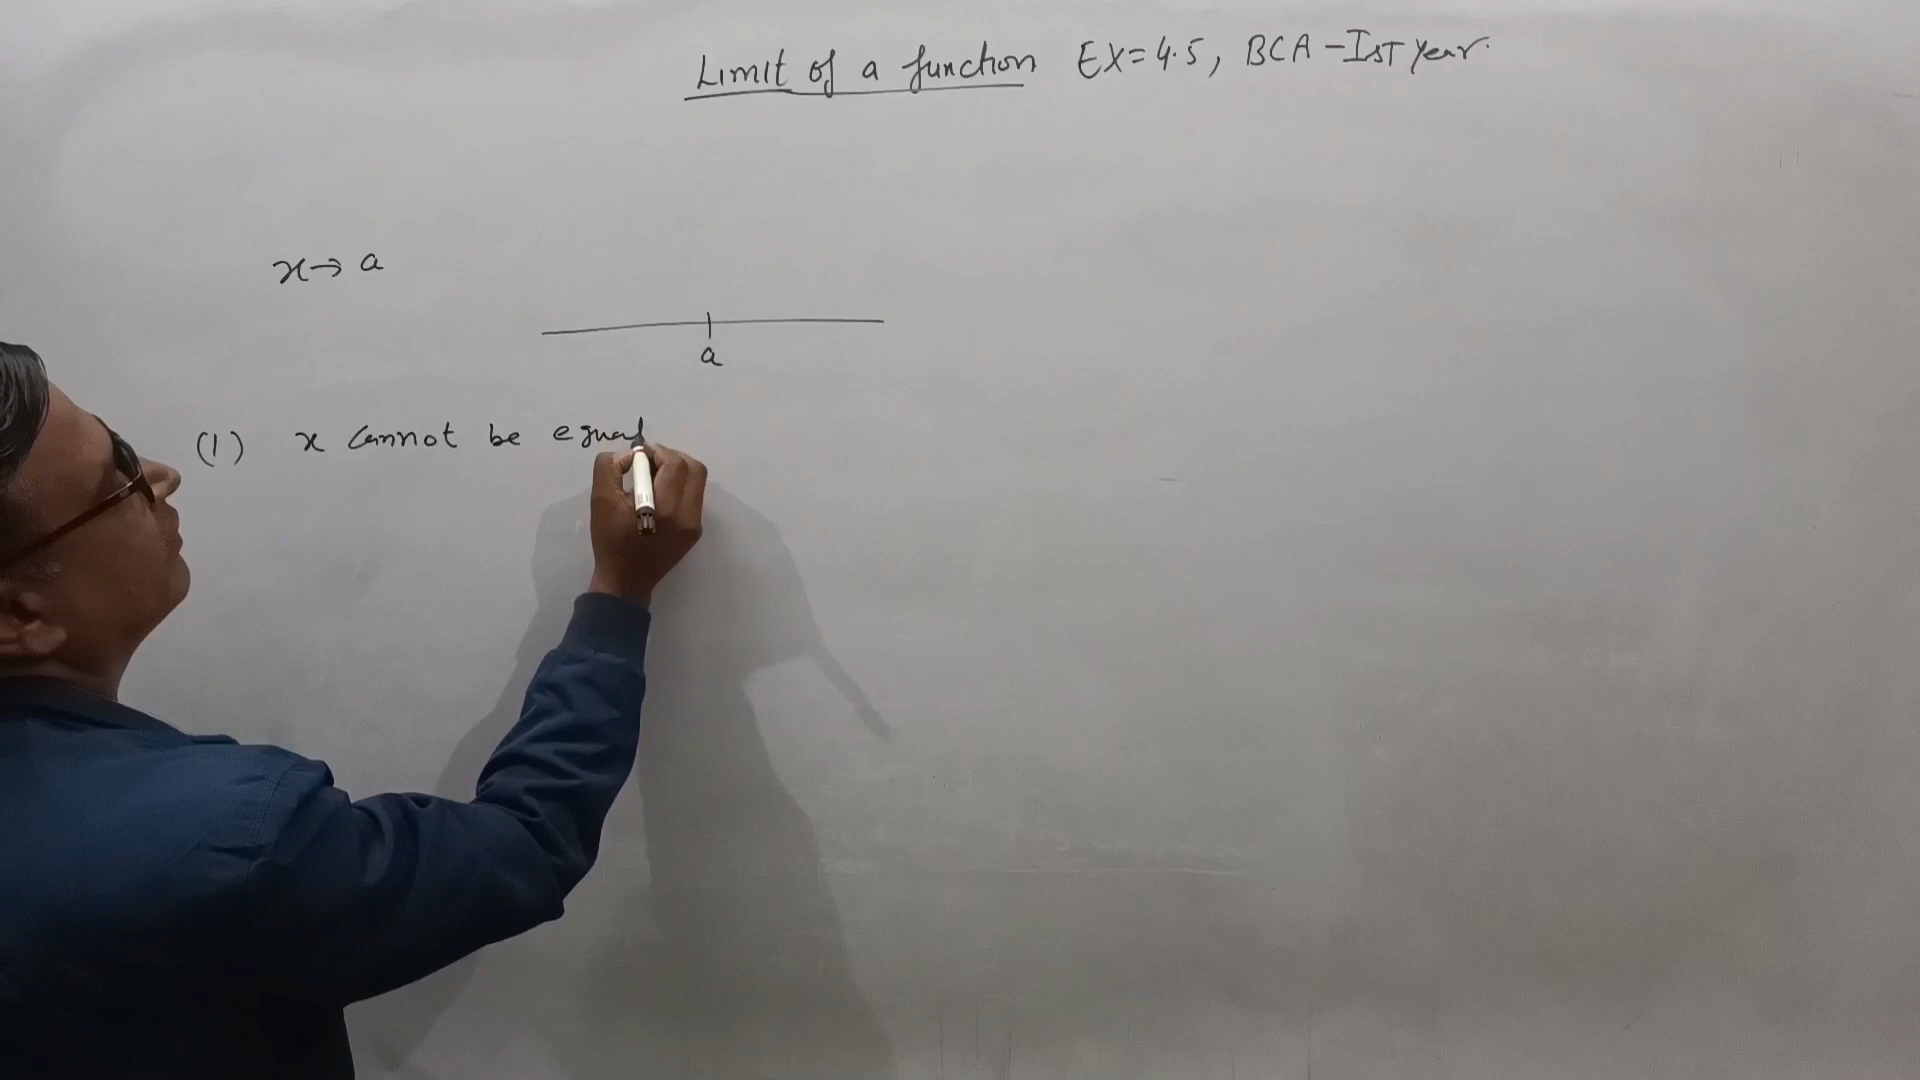 Limit of a function EX=4.5, BCA-IST Year.
x→ a
a
(1) x cannot be equal